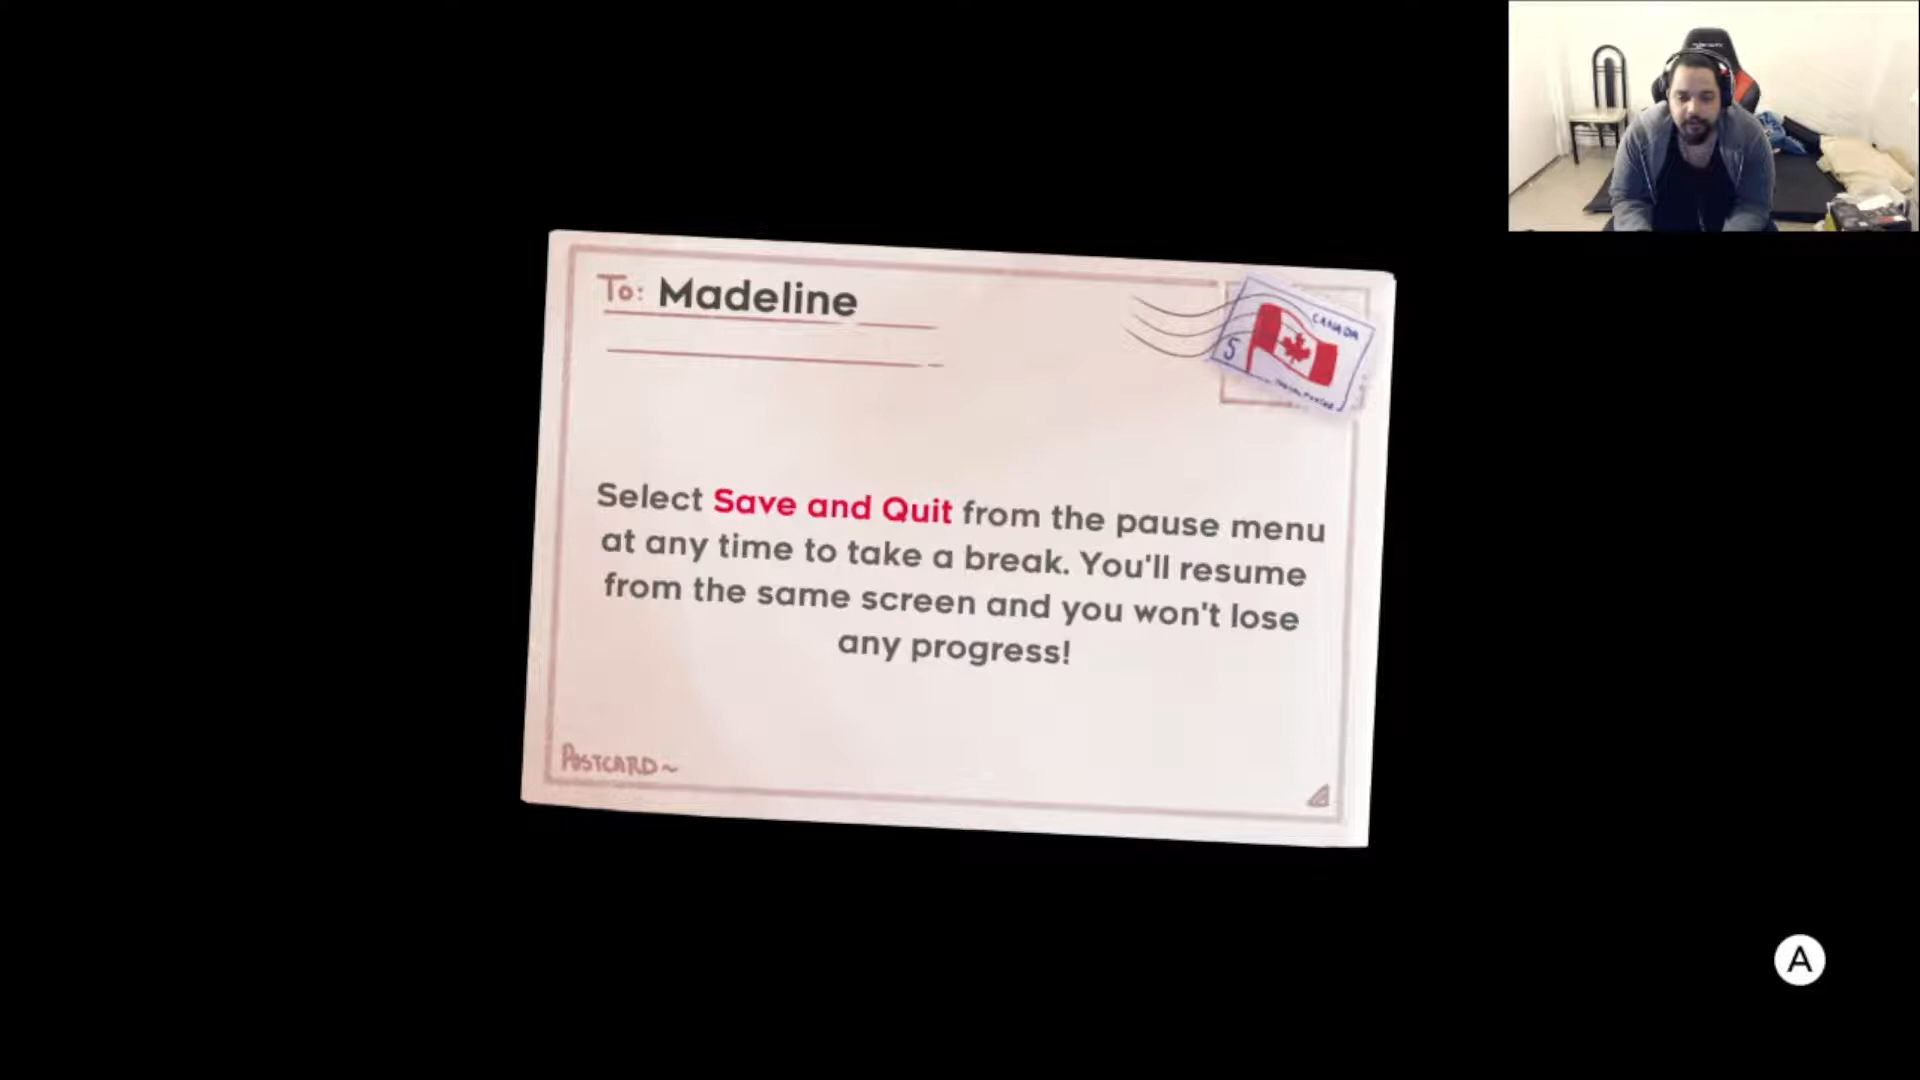 To: Madeline
CANADA
5
Select Save and Quit from the pause menu
at any time to take a break. You'll resume
from the same screen and you won't lose
any progress!
POSTCARD~
A